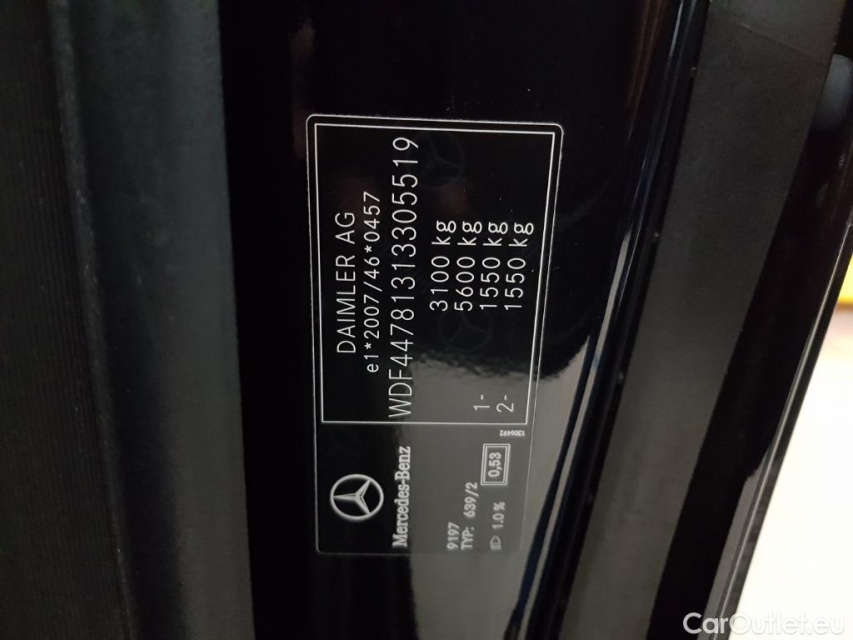 DAIMLER AG
e1*2007/46*0457
WDF44781313305519
3100 kg
5600 kg
1- 1550 kg
2- 1550 kg
Mercedes-Benz
1206492
9197
TYP: 639/2
0,53
1.0%
CarOutlet.eu